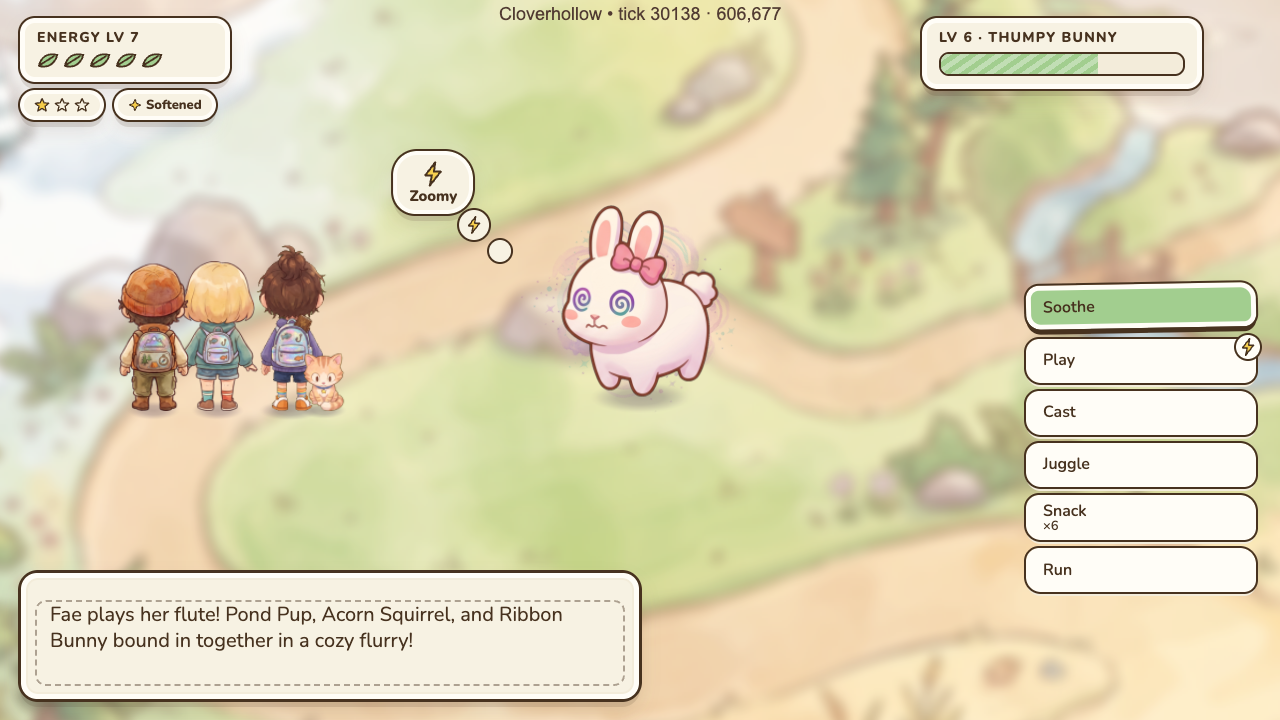 Cloverhollow • tick 30138 · 606,677
ENERGY LV 7
Softened
LV 6 · THUMPY BUNNY
Zoomy
Soothe
Play
Cast
Juggle
Snack
×6
Run
Fae plays her flute! Pond Pup, Acorn Squirrel, and Ribbon
Bunny bound in together in a cozy flurry!